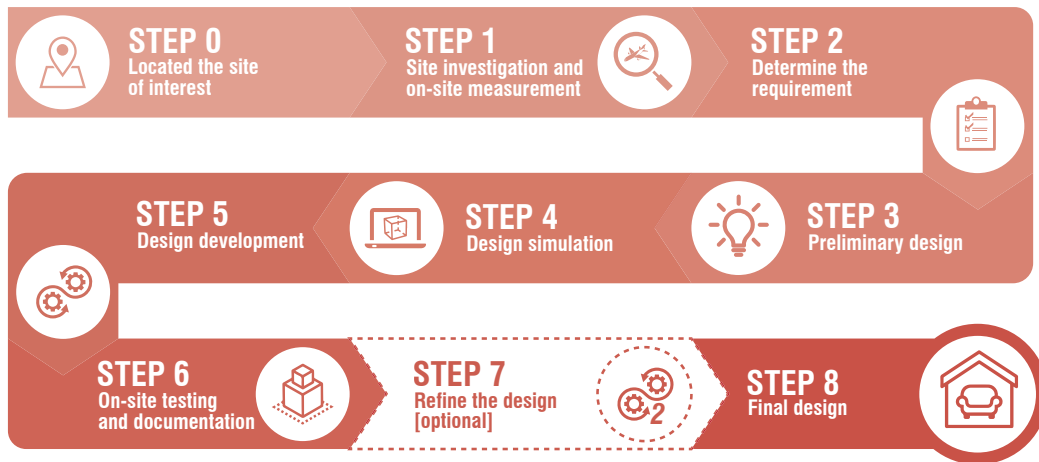 STEP 0
Located the site
of interest
STEP 1
Site investigation and
on-site measurement
STEP 2
Determine the
requirement
STEP 3
Preliminary design
STEP 4
Design simulation
STEP 5
Design development
STEP 6
On-site testing
and documentation
STEP 7
Refine the design
[optional]
2
STEP 8
Final design